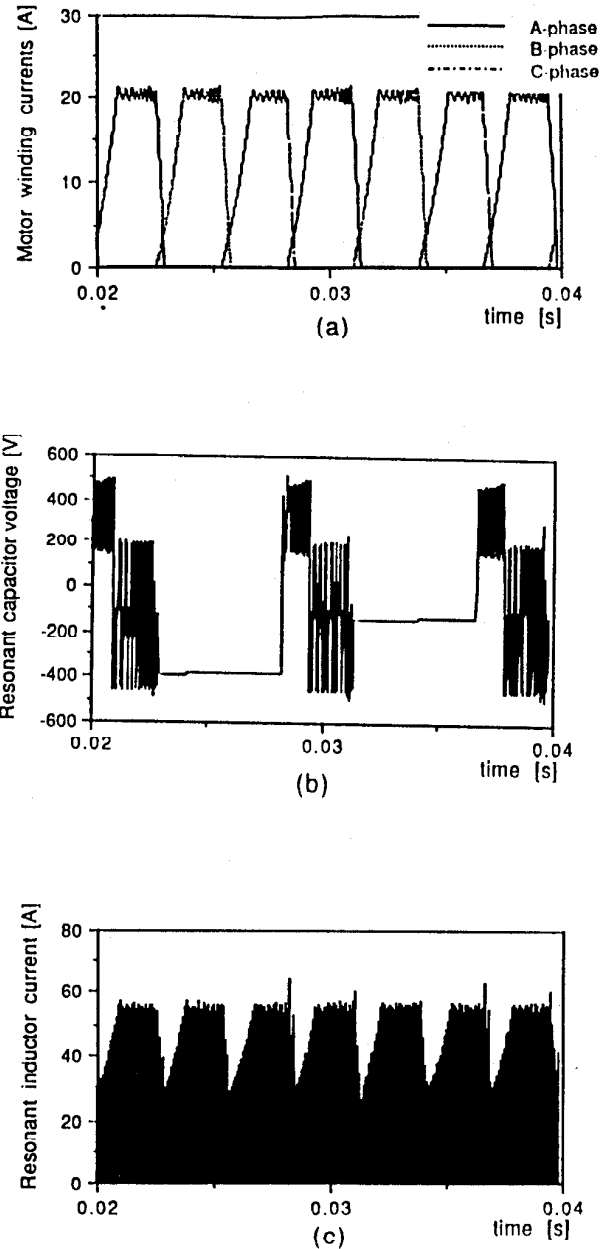 Motor winding currents [A]
30
20
10
0
A-phase
B-phase
C-phase
0.02
0.03
0.04
time [s]
(a)
Resonant capacitor voltage [V]
600
400
200
0
-200
-400
-600
0.02
0.03
0.04
time [s]
(b)
Resonant inductor current [A]
80
60
40
20
0
0.02
0.03
0.04
time [s]
(c)